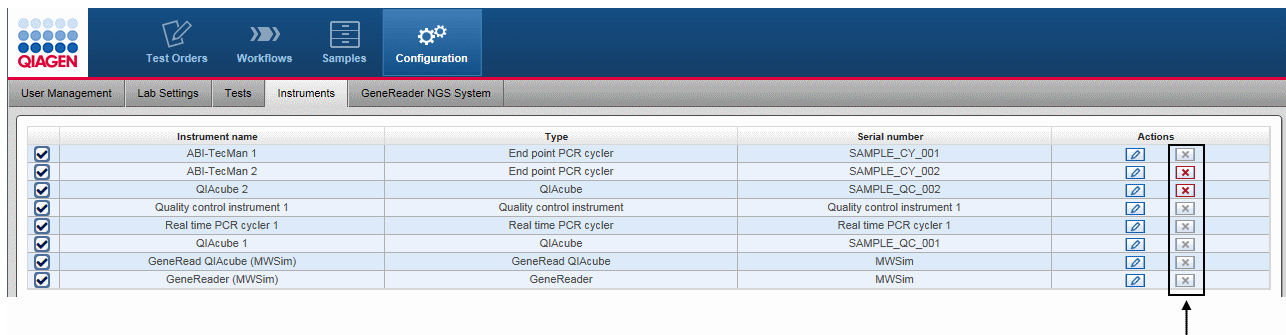 QIAGEN
Test Orders Workflows Samples Configuration
User Management Lab Settings Tests Instruments GeneReader NGS System
Instrument name Type Serial number Actions
ABI-TecMan 1 End point PCR cycler SAMPLE_CY_001
ABI-TecMan 2 End point PCR cycler SAMPLE_CY_002
QIAcube 2 QIAcube SAMPLE_QC_002
Quality control instrument 1 Quality control instrument Quality control instrument 1
Real time PCR cycler 1 Real time PCR cycler Real time PCR cycler 1
QIAcube 1 QIAcube SAMPLE_QC_001
GeneRead QIAcube (MWSim) GeneRead QIAcube MWSim
GeneReader (MWSim) GeneReader MWSim